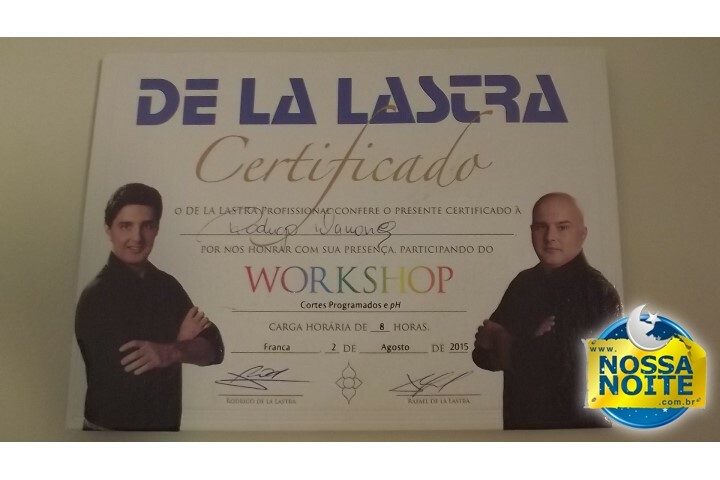 DE LA LASTRA
Certificado
O DE LA LASTRA PROFISSIONAL CONFERE O PRESENTE CERTIFICADO À
Rodrigo
POR NOS HONRAR COM SUA PRESENÇA, PARTICIPANDO DO
WORKSHOP
Cortes Programados e pH
CARGA HORÁRIA DE 8 HORAS.
Franca , 2 DE Agosto DE 2015
RODRIGO DE LA LASTRA RAFAEL DE LA LASTRA
www.
NOSSA
NOITE
.com.br